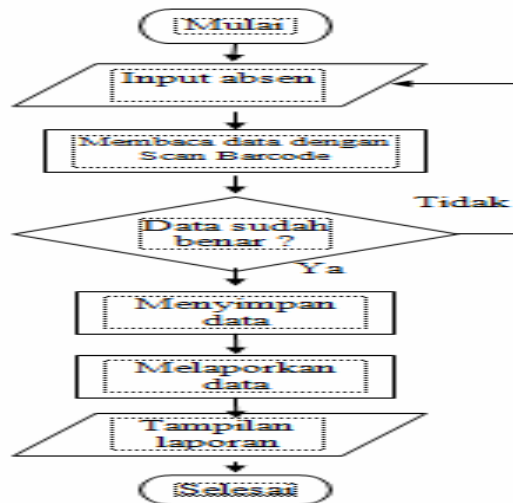 Mulai
Input absen
Membaca data dengan
Scan Barcode
Tidak
Data sudah
benar ?
Ya
Menyimpan
data
Melaporkan
data
Tampilan
laporan
Selesai